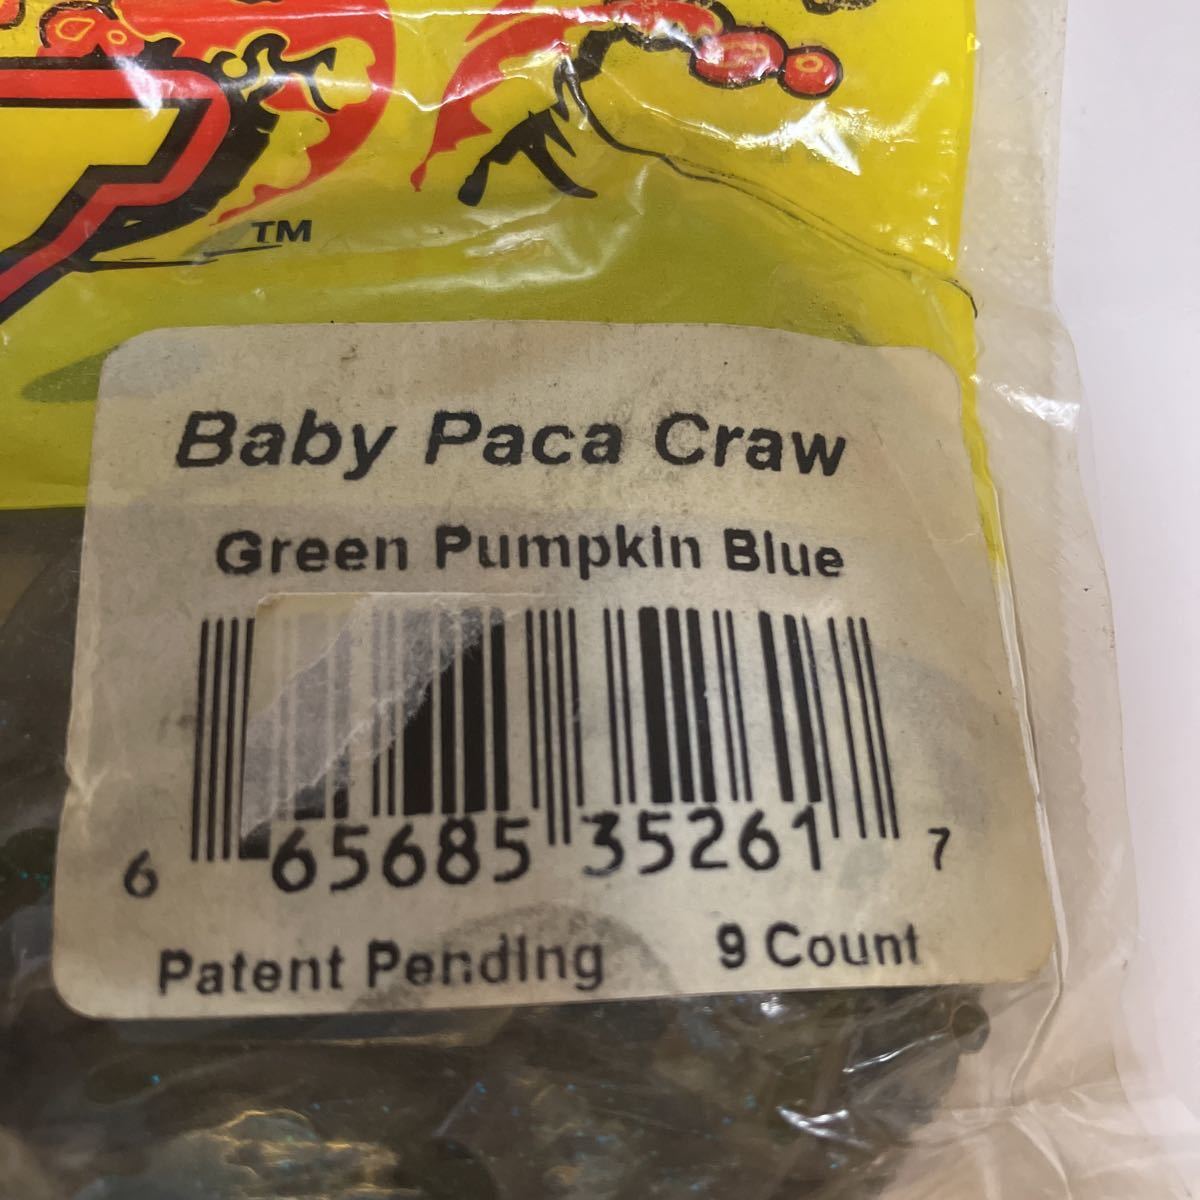 TM
Baby Paca Craw
Green Pumpkin Blue
6 65685 35261 7
Patent Pending 9 Count